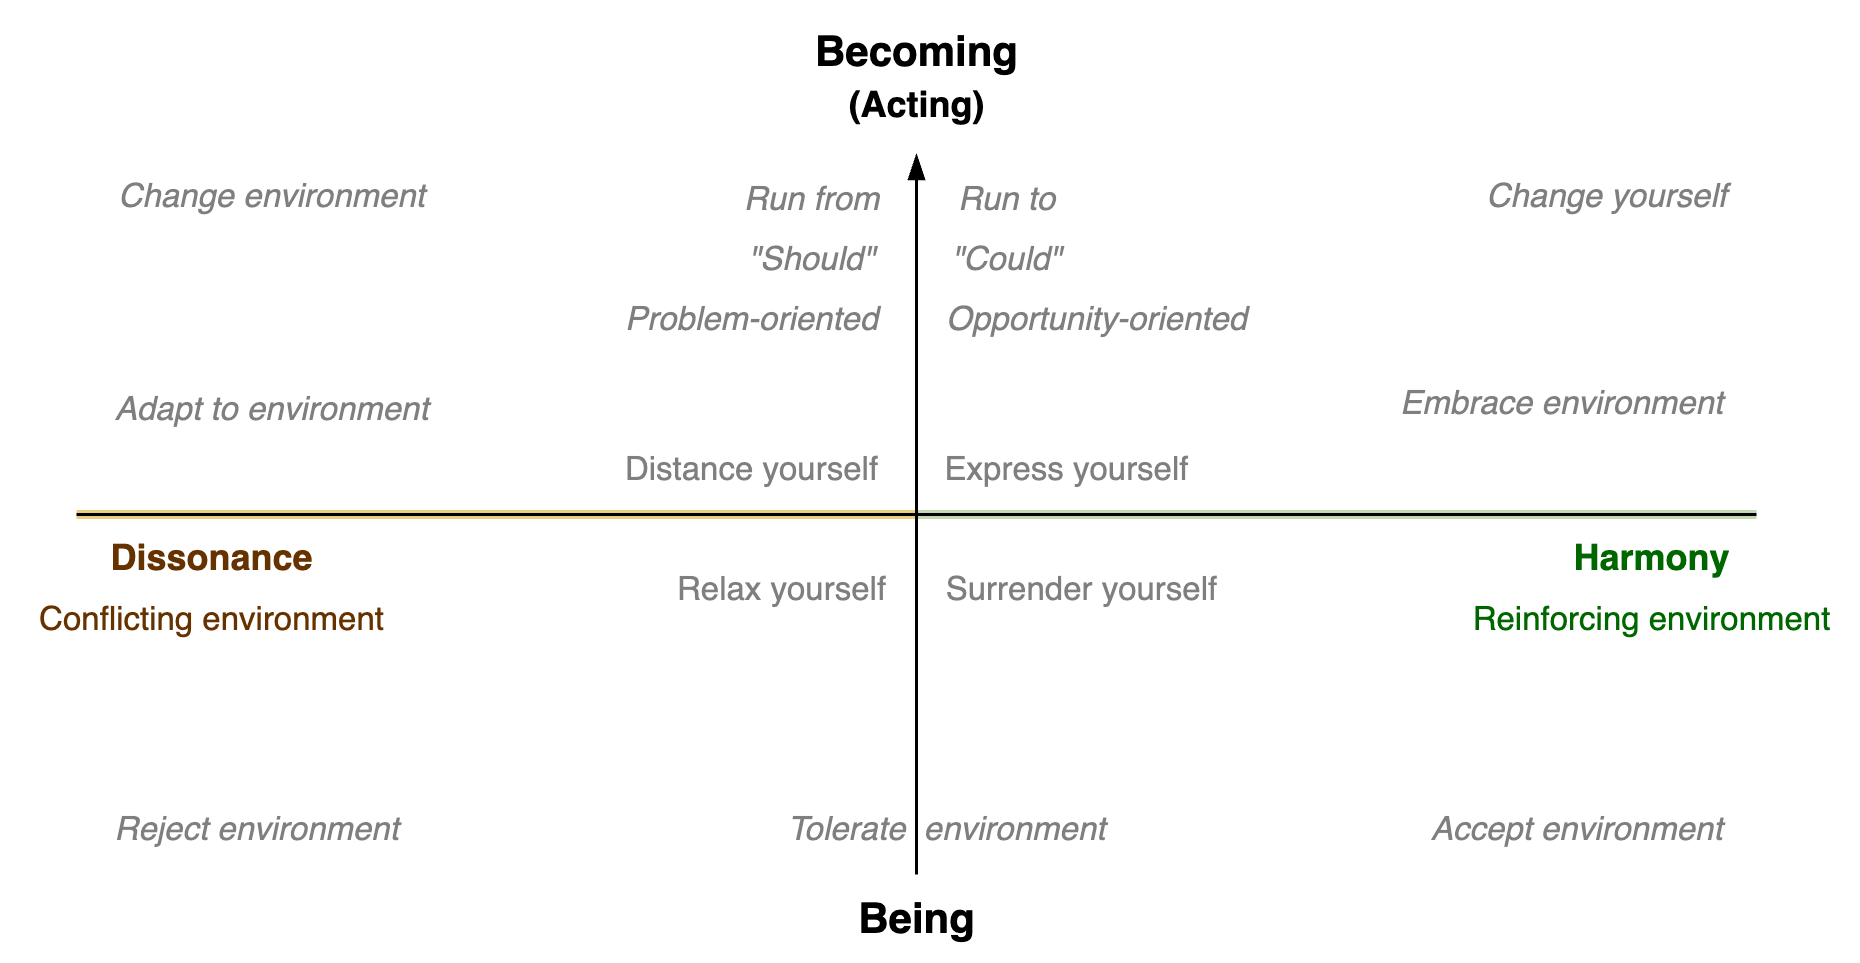 Becoming
(Acting)
Change environment
Run from
Run to
Change yourself
"Should"
"Could"
Problem-oriented
Opportunity-oriented
Adapt to environment
Embrace environment
Distance yourself
Express yourself
Dissonance
Harmony
Relax yourself
Surrender yourself
Conflicting environment
Reinforcing environment
Reject environment
Tolerate environment
Accept environment
Being